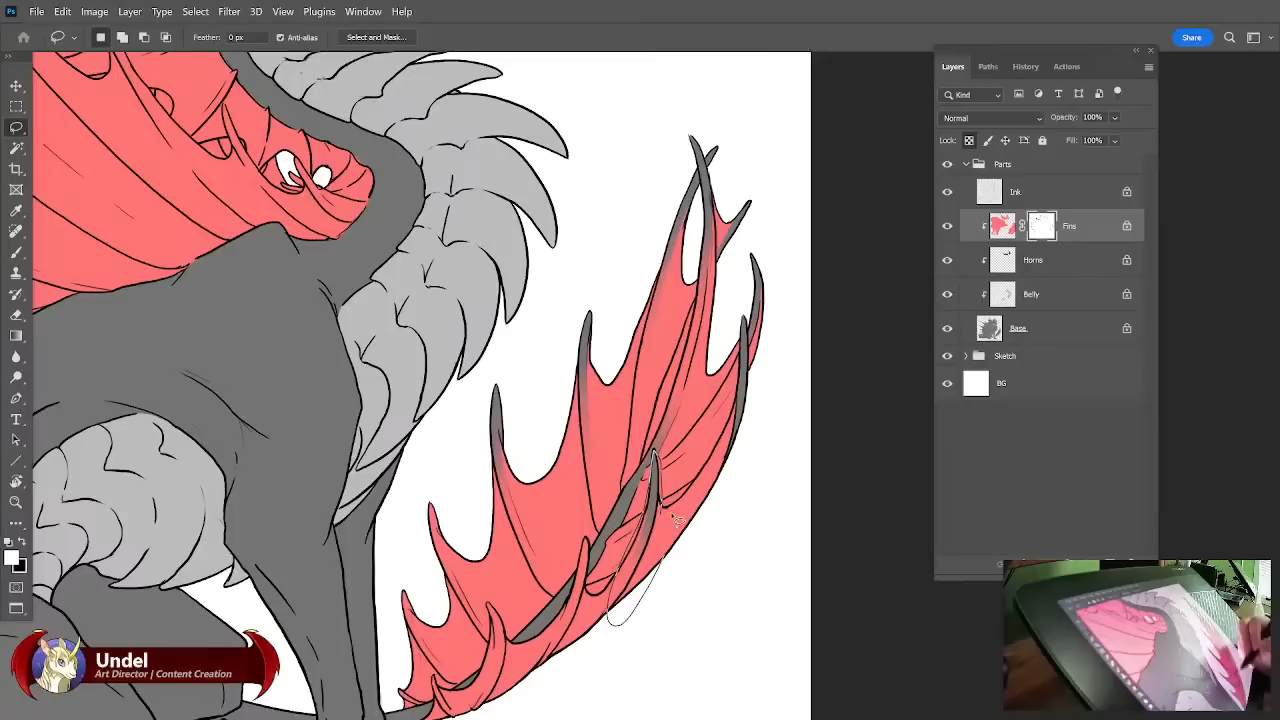 Ps File Edit Image Layer Type Select Filter 3D View Plugins Window Help
Feather: 0 px Anti-alias Select and Mask... Share
Layers Paths History Actions
Kind
Normal Opacity: 100%
Lock: Fill: 100%
Parts
Ink
Fins
Horns
Belly
Base
Sketch
BG
Undel
Art Director | Content Creation